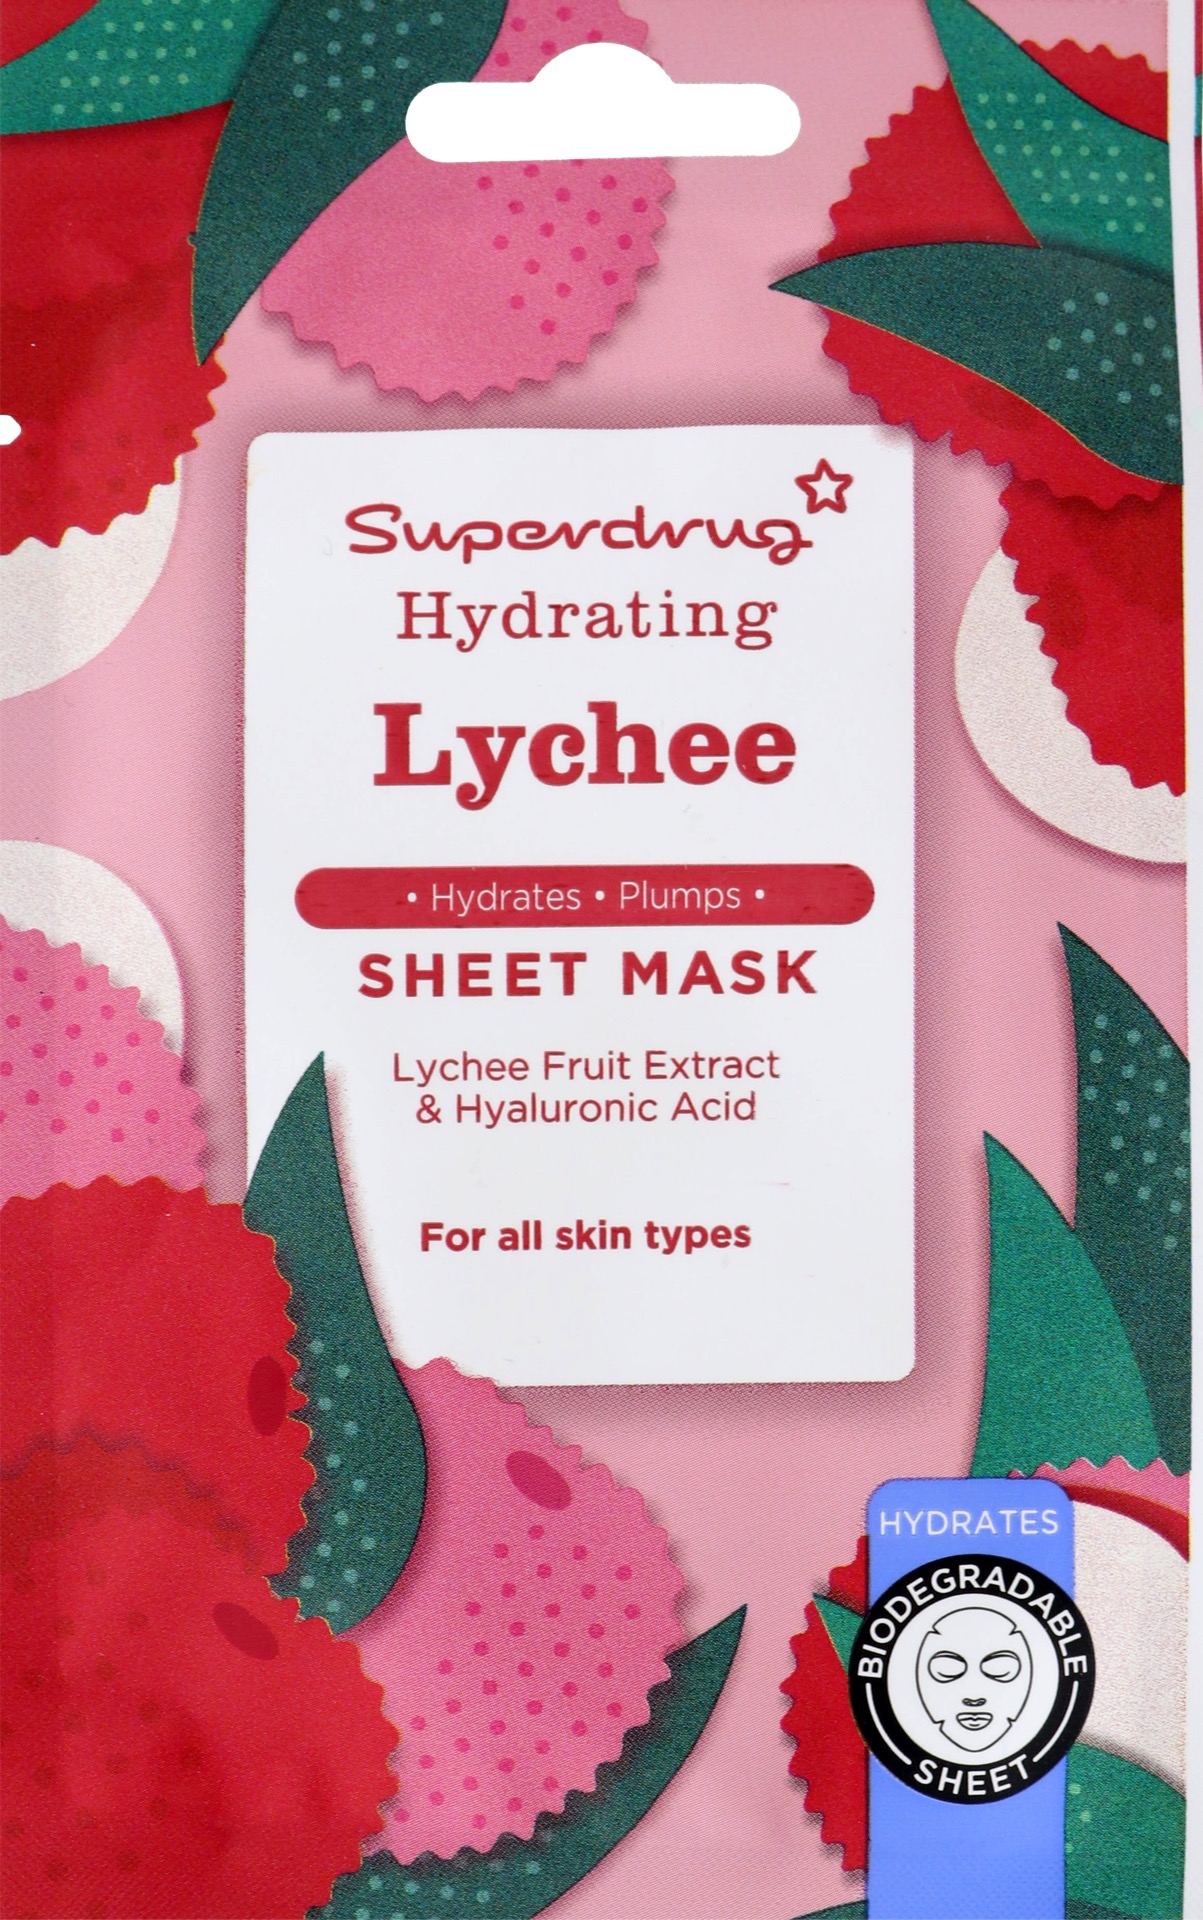 Superdrug
Hydrating
Lychee
• Hydrates • Plumps •
SHEET MASK
Lychee Fruit Extract
& Hyaluronic Acid
For all skin types
HYDRATES
BIODEGRADABLE
SHEET